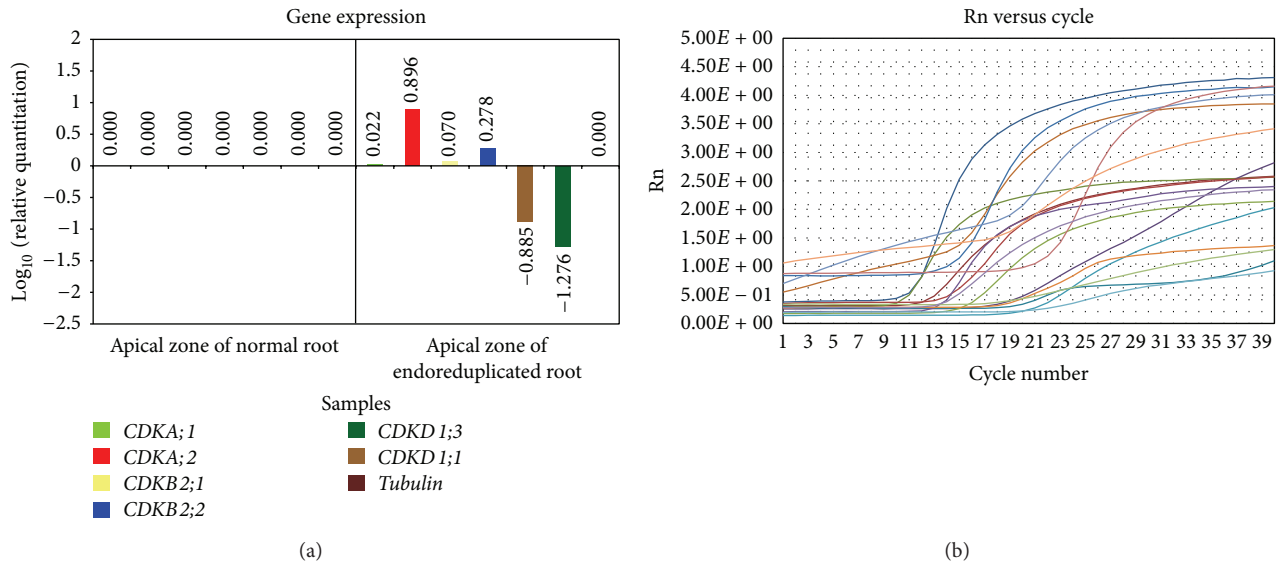 Gene expression
Log10 (relative quantitation)
2
1.5
1
0.5
0
−0.5
−1
−1.5
−2
−2.5
0.000
0.000
0.000
0.000
0.000
0.000
0.000
0.022
0.896
0.070
0.278
−0.885
−1.276
0.000
Apical zone of normal root
Apical zone of
endoreduplicated root
Samples
CDKA;1
CDKA;2
CDKB2;1
CDKB2;2
CDKD1;3
CDKD1;1
Tubulin
(a)
Rn versus cycle
Rn
5.00E + 00
4.50E + 00
4.00E + 00
3.50E + 00
3.00E + 00
2.50E + 00
2.00E + 00
1.50E + 00
1.00E + 00
5.00E − 01
0.00E + 00
1 3 5 7 9 11 13 15 17 19 21 23 25 27 29 31 33 35 37 39
Cycle number
(b)